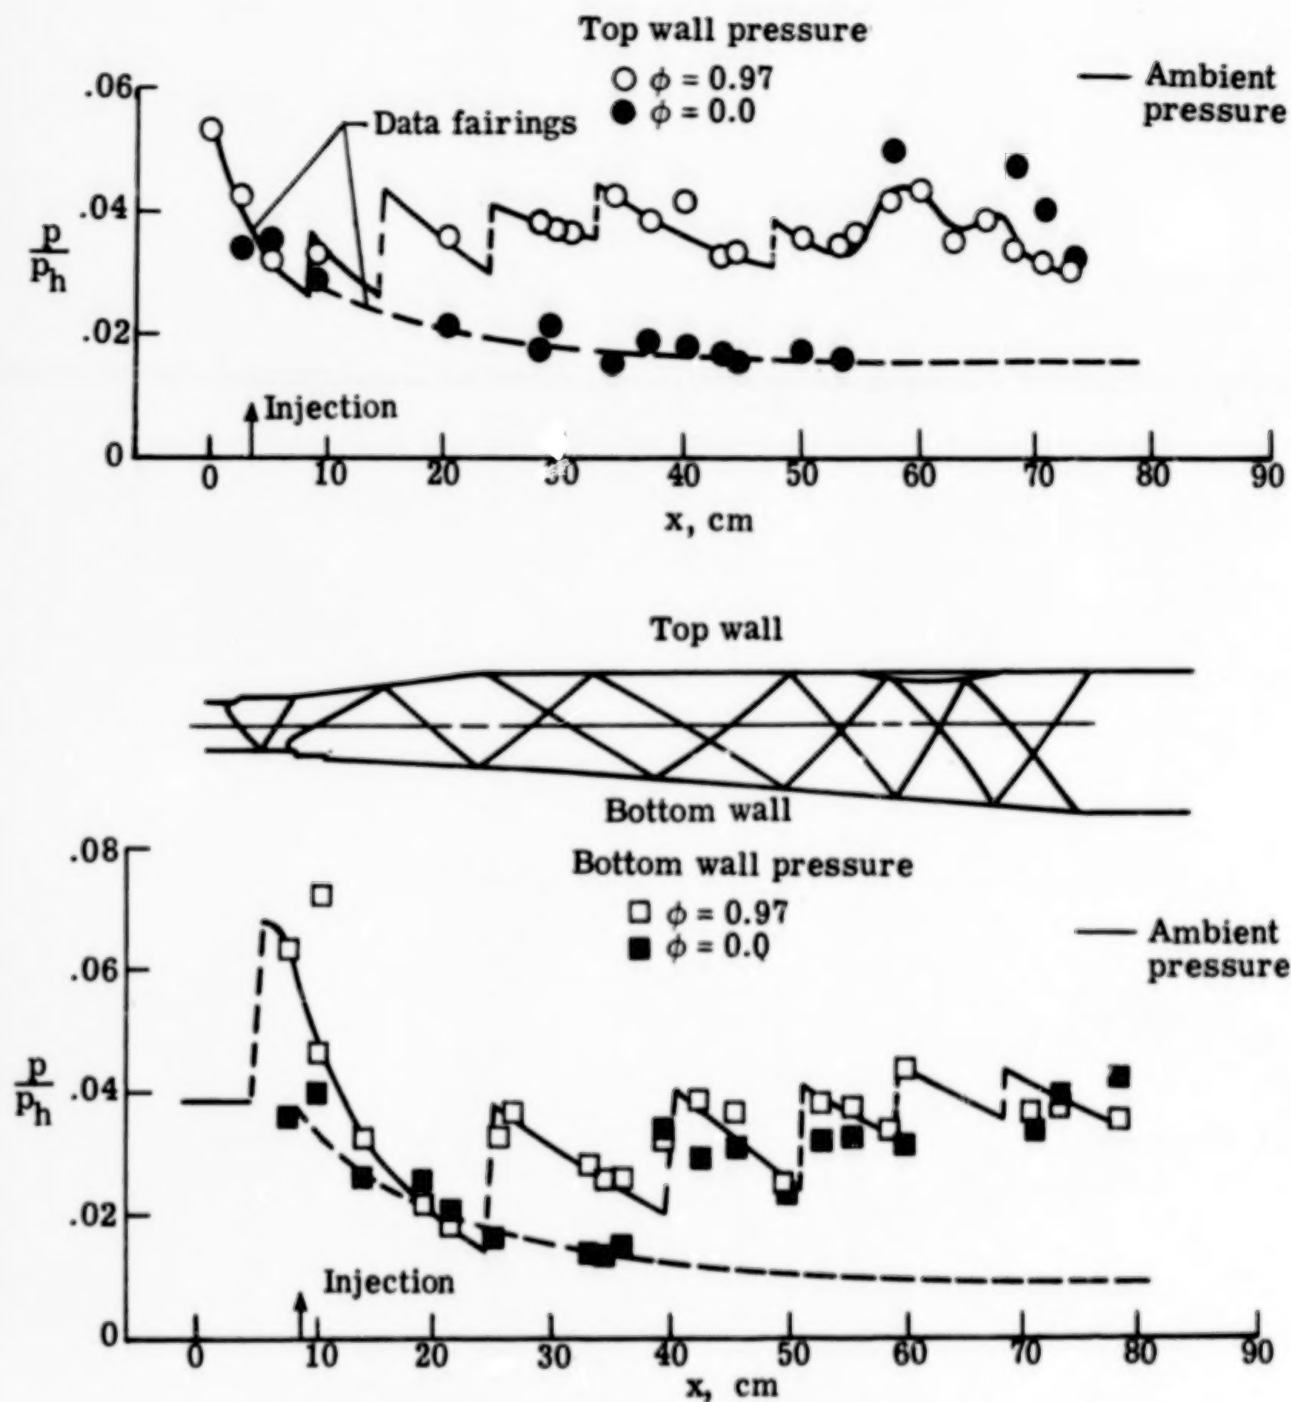 Top wall pressure
○ ϕ = 0.97
● ϕ = 0.0
Ambient
pressure
Data fairings
.06
.04
.02
0
p
p_h
Injection
0 10 20 30 40 50 60 70 80 90
x, cm
Top wall
Bottom wall
Bottom wall pressure
□ ϕ = 0.97
■ ϕ = 0.0
Ambient
pressure
.08
.06
.04
.02
0
p
p_h
Injection
0 10 20 30 40 50 60 70 80 90
x, cm